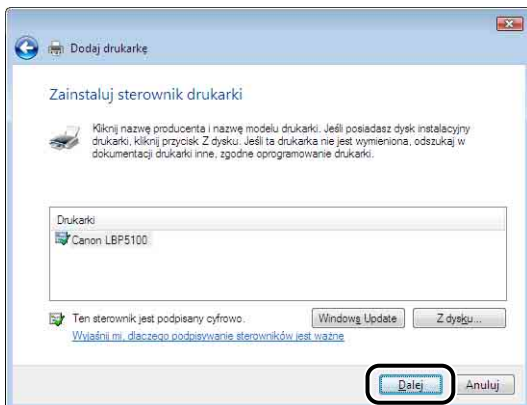 Dodaj drukarkę
Zainstaluj sterownik drukarki
Kliknij nazwę producenta i nazwę modelu drukarki. Jeśli posiadasz dysk instalacyjny
drukarki, kliknij przycisk Z dysku. Jeśli ta drukarka nie jest wymieniona, odszukaj w
dokumentacji drukarki inne, zgodne oprogramowanie drukarki.
Drukarki
Canon LBP5100
Ten sterownik jest podpisany cyfrowo.
Windows Update
Z dysku...
Wyjaśnij mi, dlaczego podpisywanie sterowników jest ważne
Dalej
Anuluj